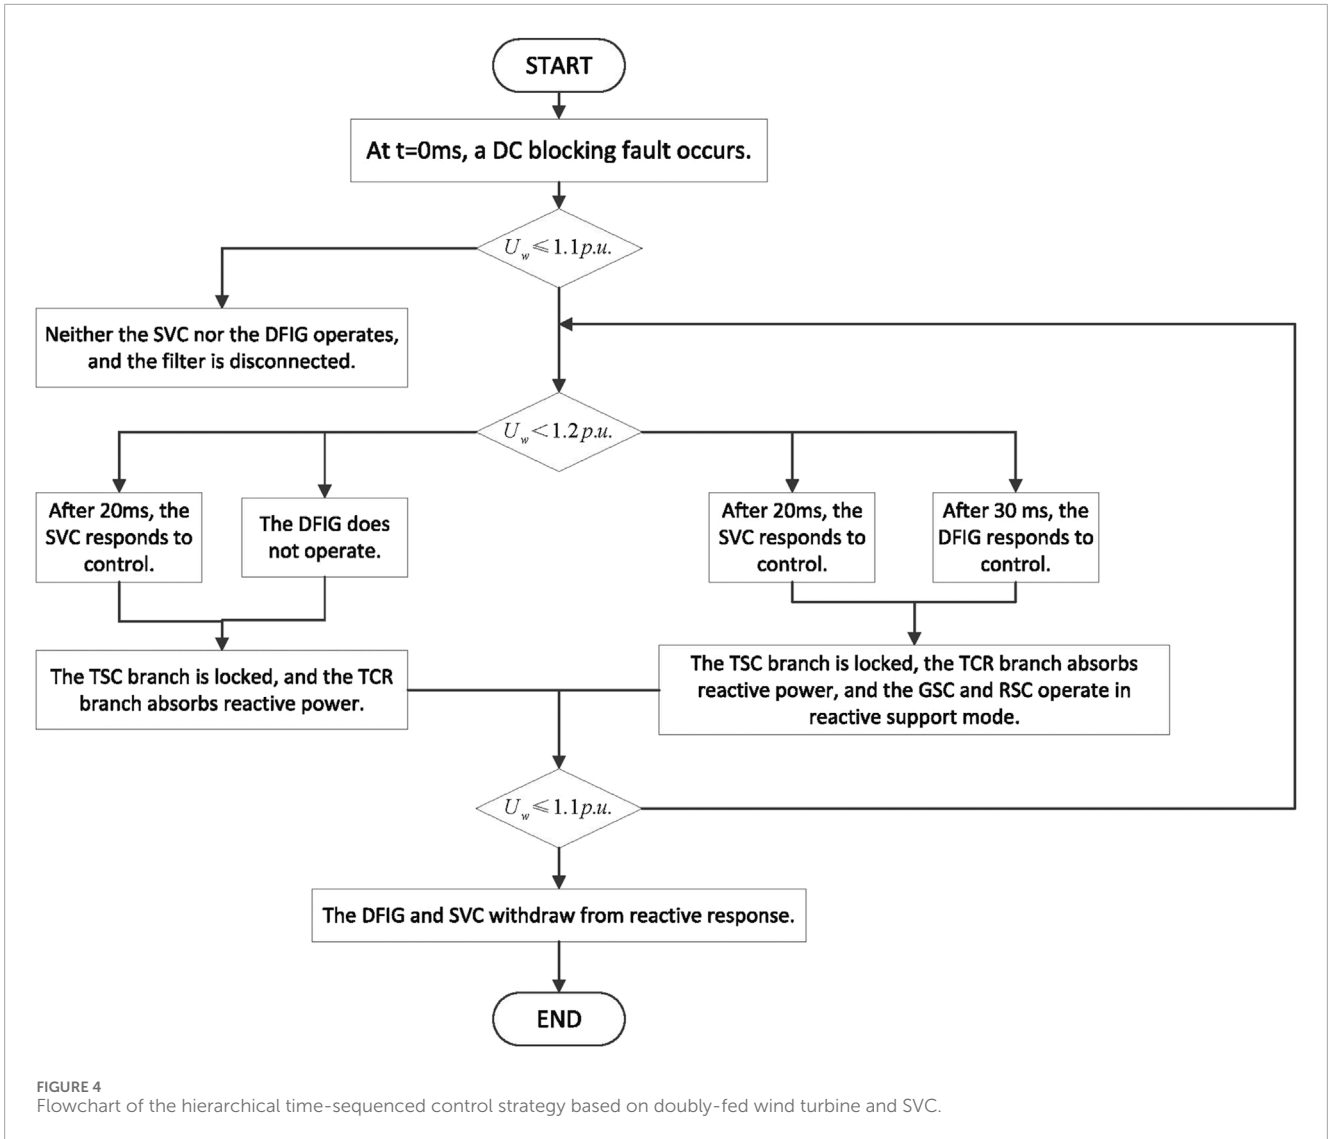 START
At t=0ms, a DC blocking fault occurs.
U_w⩽1.1p.u.
Neither the SVC nor the DFIG operates,
and the filter is disconnected.
U_w<1.2p.u.
After 20ms, the
SVC responds to
control.
The DFIG does
not operate.
After 20ms, the
SVC responds to
control.
After 30 ms, the
DFIG responds to
control.
The TSC branch is locked, and the TCR
branch absorbs reactive power.
The TSC branch is locked, the TCR branch absorbs
reactive power, and the GSC and RSC operate in
reactive support mode.
U_w⩽1.1p.u.
The DFIG and SVC withdraw from reactive response.
END
FIGURE 4
Flowchart of the hierarchical time-sequenced control strategy based on doubly-fed wind turbine and SVC.